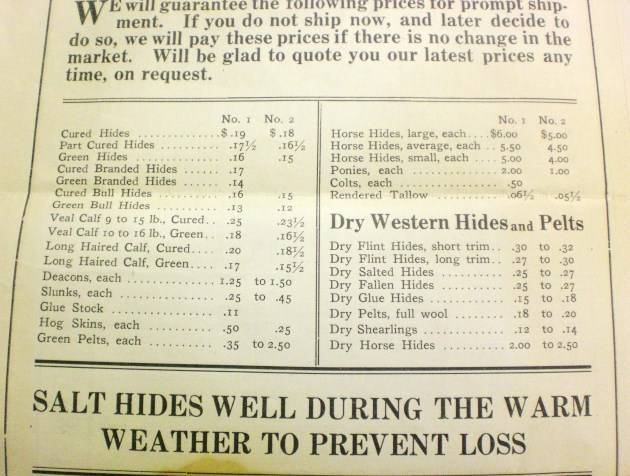 WE will guarantee the following prices for prompt ship-
ment. If you do not ship now, and later decide to
do so, we will pay these prices if there is no change in the
market. Will be glad to quote you our latest prices any
time, on request.
No. 1 No. 2
Cured Hides .......... $.19 $.18
Part Cured Hides ........ .17½ .16½
Green Hides ............ .16 .15
Cured Branded Hides ...... .17
Green Branded Hides ...... .14
Cured Bull Hides ......... .16 .15
Green Bull Hides ......... .13 .12
Veal Calf 9 to 15 lb., Cured.. .25 .23½
Veal Calf 10 to 16 lb., Green.. .18 .16½
Long Haired Calf, Cured.... .20 .18½
Long Haired Calf, Green.... .17 .15½
Deacons, each ............. 1.25 to 1.50
Slunks, each .............. .25 to .45
Glue Stock ................ .11
Hog Skins, each ........... .50 .25
Green Pelts, each .......... .35 to 2.50
No. 1 No. 2
Horse Hides, large, each....$6.00 $5.00
Horse Hides, average, each .. 5.50 4.50
Horse Hides, small, each .... 5.00 4.00
Ponies, each ............... 2.00 1.00
Colts, each ................ .50
Rendered Tallow ........... .06½ .05½
Dry Western Hides and Pelts
Dry Flint Hides, short trim.. .30 to .32
Dry Flint Hides, long trim.. .27 to .30
Dry Salted Hides .......... .25 to .27
Dry Fallen Hides .......... .25 to .27
Dry Glue Hides ............ .15 to .18
Dry Pelts, full wool ....... .18 to .20
Dry Shearlings ............ .12 to .14
Dry Horse Hides .......... 2.00 to 2.50
SALT HIDES WELL DURING THE WARM
WEATHER TO PREVENT LOSS